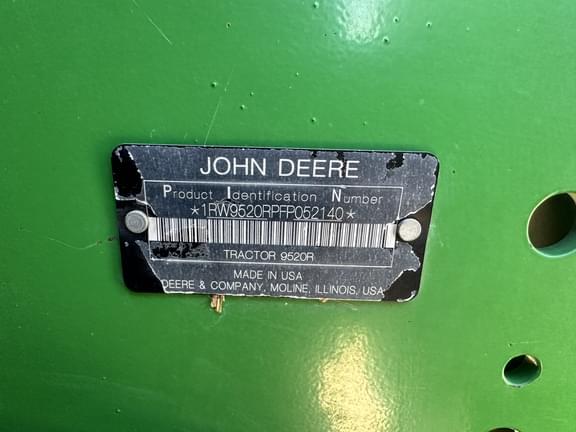 JOHN DEERE
Product Identification Number
*1RW9520RPFP052140*
TRACTOR 9520R
MADE IN USA
DEERE & COMPANY, MOLINE, ILLINOIS, USA